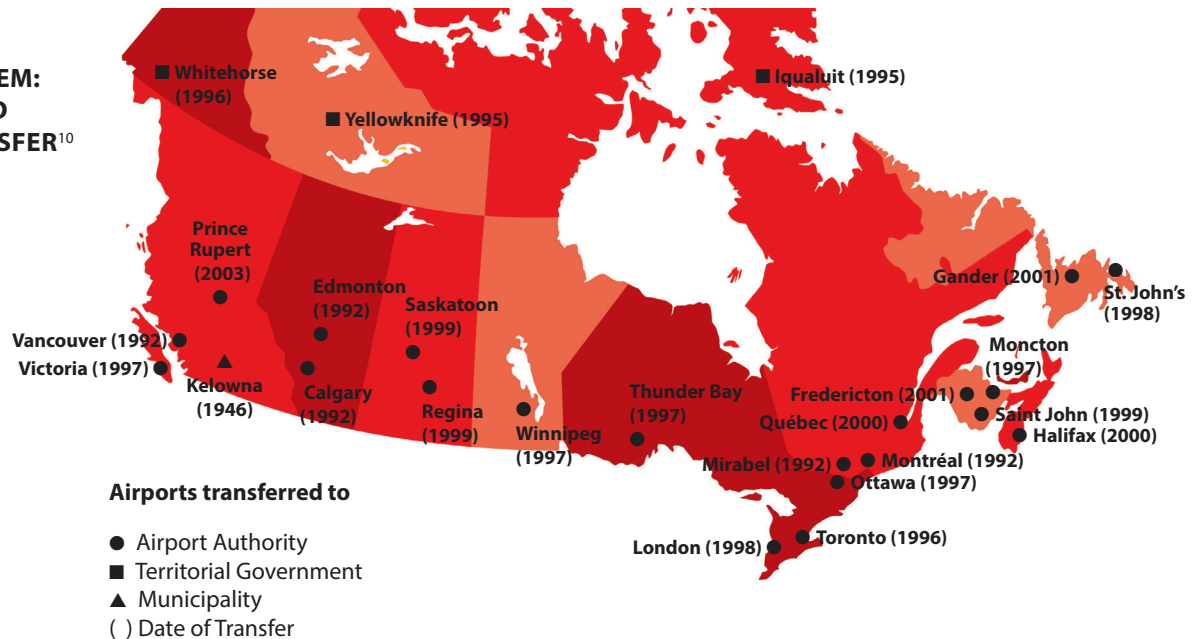 EM:
D
SFER10
Whitehorse
(1996)
Yellowknife (1995)
Iqualuit (1995)
Prince
Rupert
(2003)
Edmonton
(1992)
Saskatoon
(1999)
Vancouver (1992)
Victoria (1997)
Kelowna
(1946)
Calgary
(1992)
Regina
(1999)
Winnipeg
(1997)
Thunder Bay
(1997)
Gander (2001)
St. John’s
(1998)
Moncton
(1997)
Fredericton (2001)
Québec (2000)
Saint John (1999)
Halifax (2000)
Mirabel (1992)
Montréal (1992)
Ottawa (1997)
London (1998)
Toronto (1996)
Airports transferred to
Airport Authority
Territorial Government
Municipality
( ) Date of Transfer